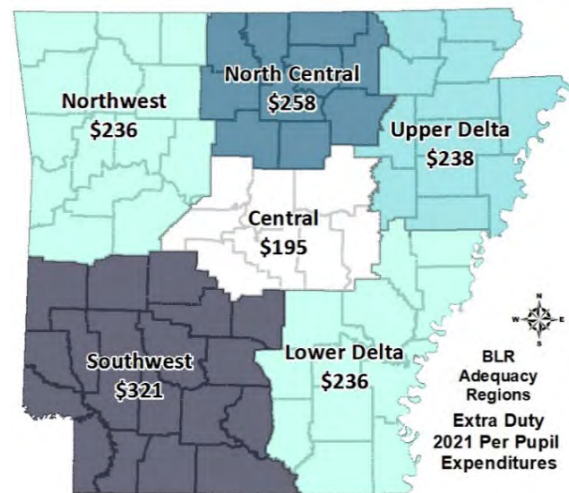 North Central
$258
Northwest
$236
Upper Delta
$238
Central
$195
Southwest
$321
Lower Delta
$236
N
W
E
S
BLR
Adequacy
Regions
Extra Duty
2021 Per Pupil
Expenditures